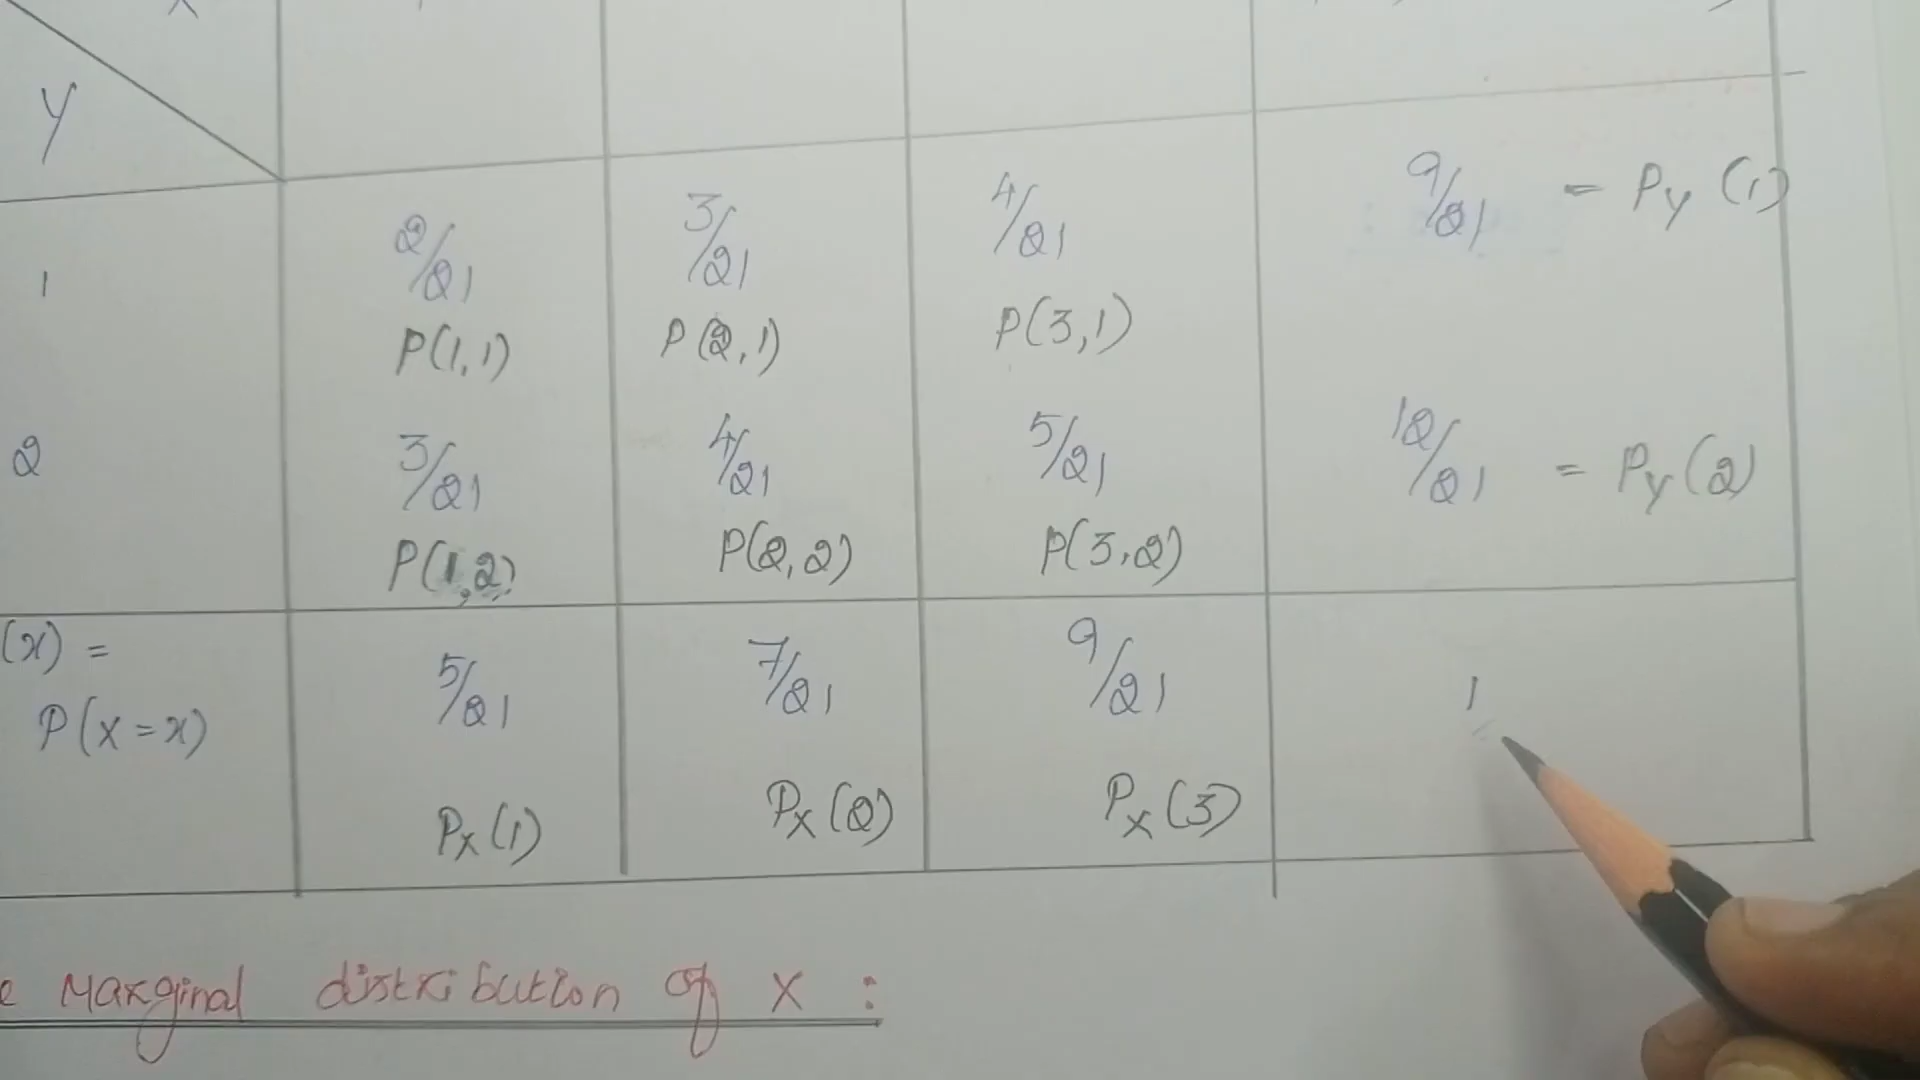 Y
1 2/21 3/21 4/21 9/21 = PY (1)
P(1,1) P(2,1) P(3,1)
2 3/21 4/21 5/21 12/21 = PY (2)
P(1,2) P(2,2) P(3,2)
(x) = 5/21 7/21 9/21 1
P(X=x)
PX (1) PX (2) PX (3)
Marginal distribution of X :